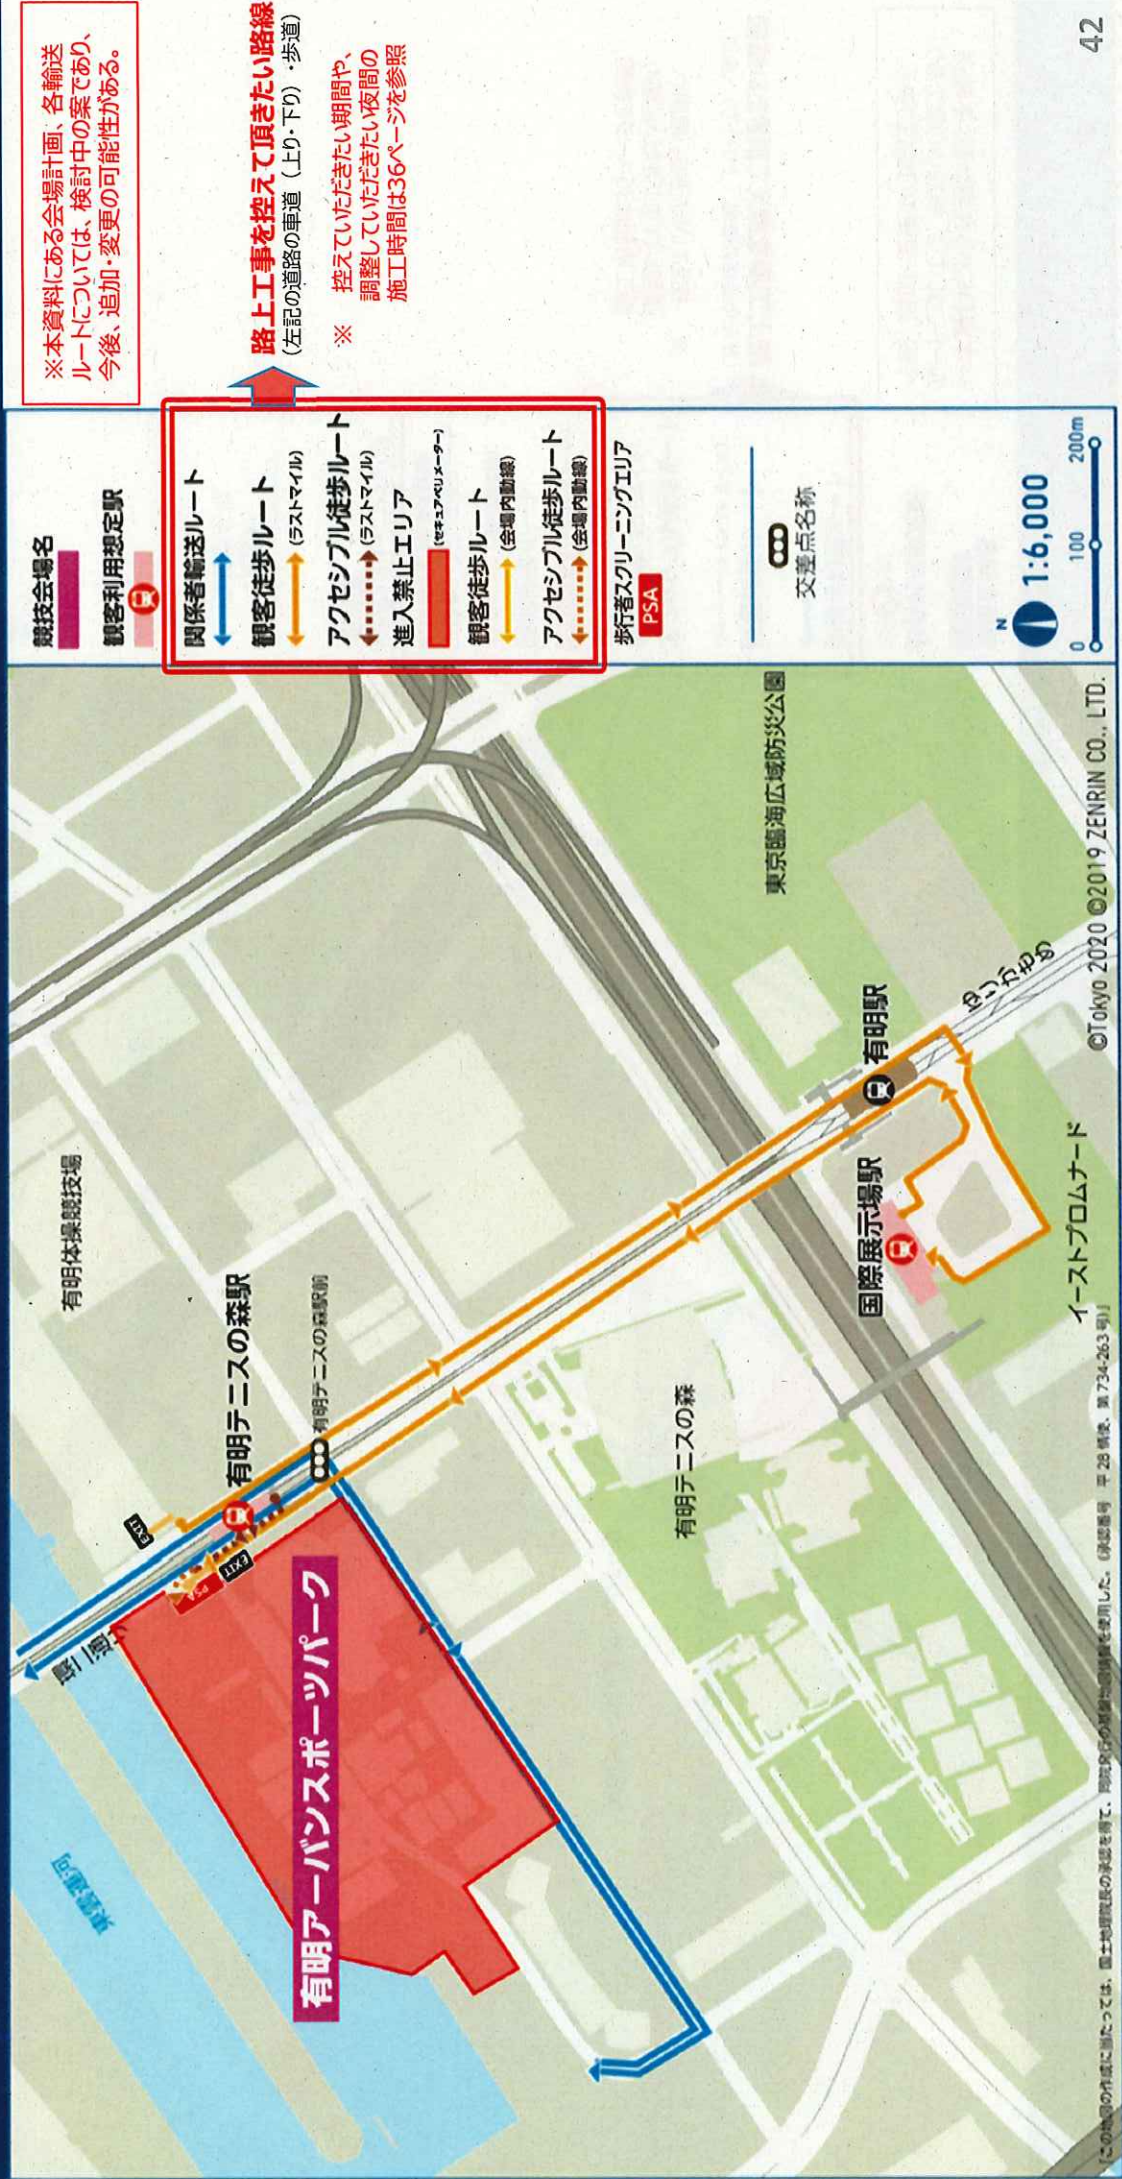 ※本資料にある会場計画、各輸送
ルートについては、検討中の案であり、
今後、追加・変更の可能性がある。
路上工事を控えて頂きたい路線
(左記の道路の車道(上り・下り)・歩道)
※ 控えていただきたい期間や、
調整していただきたい夜間の
施工時間は36ページを参照
競技会場名
観客利用想定駅
関係者輸送ルート
観客徒歩ルート
(ラストマイル)
アクセシブル徒歩ルート
(ラストマイル)
進入禁止エリア
(セキュアペリメーター)
観客徒歩ルート
(会場内動線)
アクセシブル徒歩ルート
(会場内動線)
歩行者スクリーニングエリア
PSA
交差点名称
N
1:6,000
0 100 200m
有明体操競技場
有明テニスの森駅
有明テニスの森駅前
EXIT
EXIT
PSA
有明アーバンスポーツパーク
有明テニスの森
国際展示場駅
有明駅
ゆりかもめ
東京臨海広域防災公園
イーストプロムナード
©Tokyo 2020 ©2019 ZENRIN CO., LTD.
42